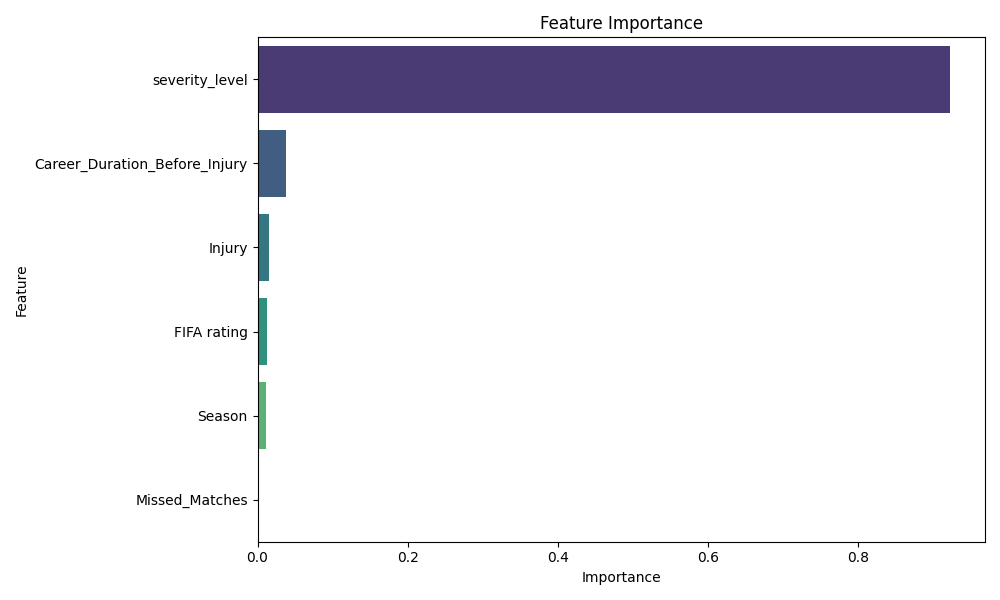 Feature Importance
severity_level
Career_Duration_Before_Injury
Injury
FIFA rating
Season
Missed_Matches
Feature
0.0 0.2 0.4 0.6 0.8
Importance